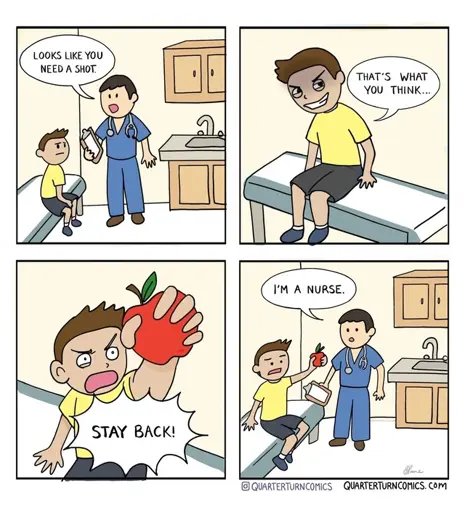 LOOKS LIKE YOU
NEED A SHOT.
THAT'S WHAT
YOU THINK...
STAY BACK!
I'M A NURSE.
QUARTERTURNCOMICS QUARTERTURNCOMICS.COM